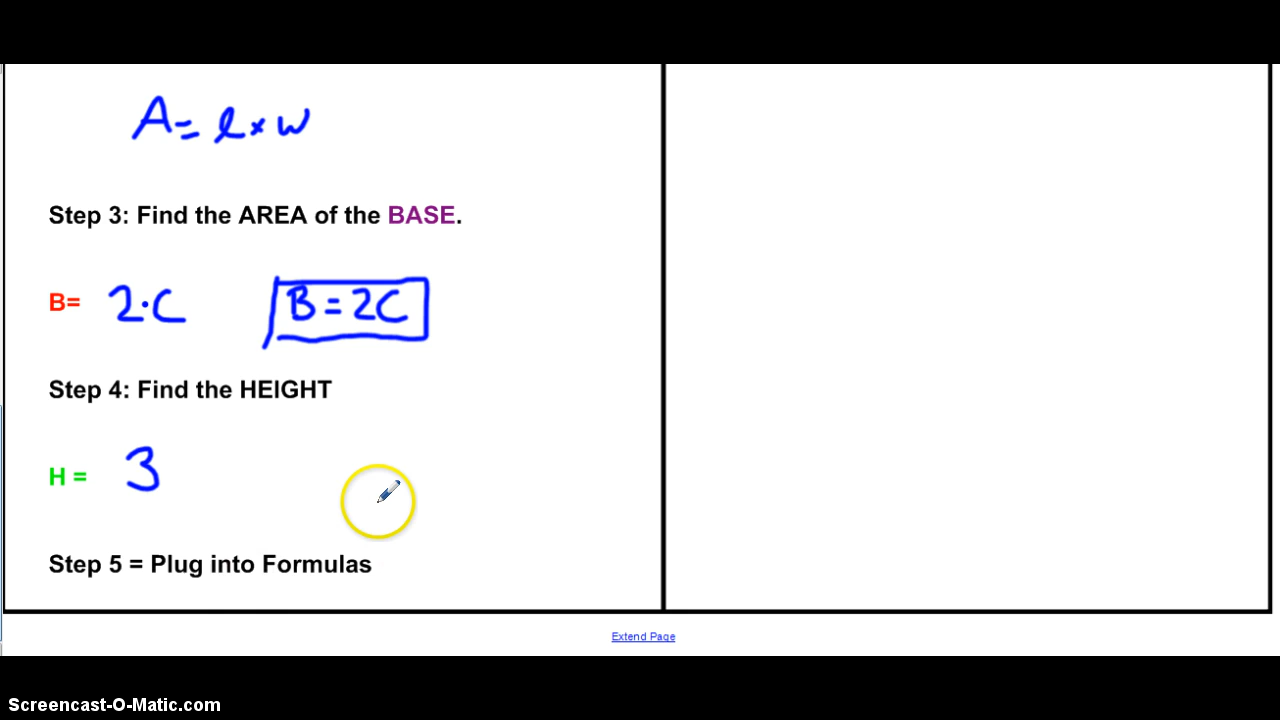 A = l × w
Step 3: Find the AREA of the BASE.
B= 2·C B = 2C
Step 4: Find the HEIGHT
H = 3
Step 5 = Plug into Formulas
Extend Page
Screencast-O-Matic.com